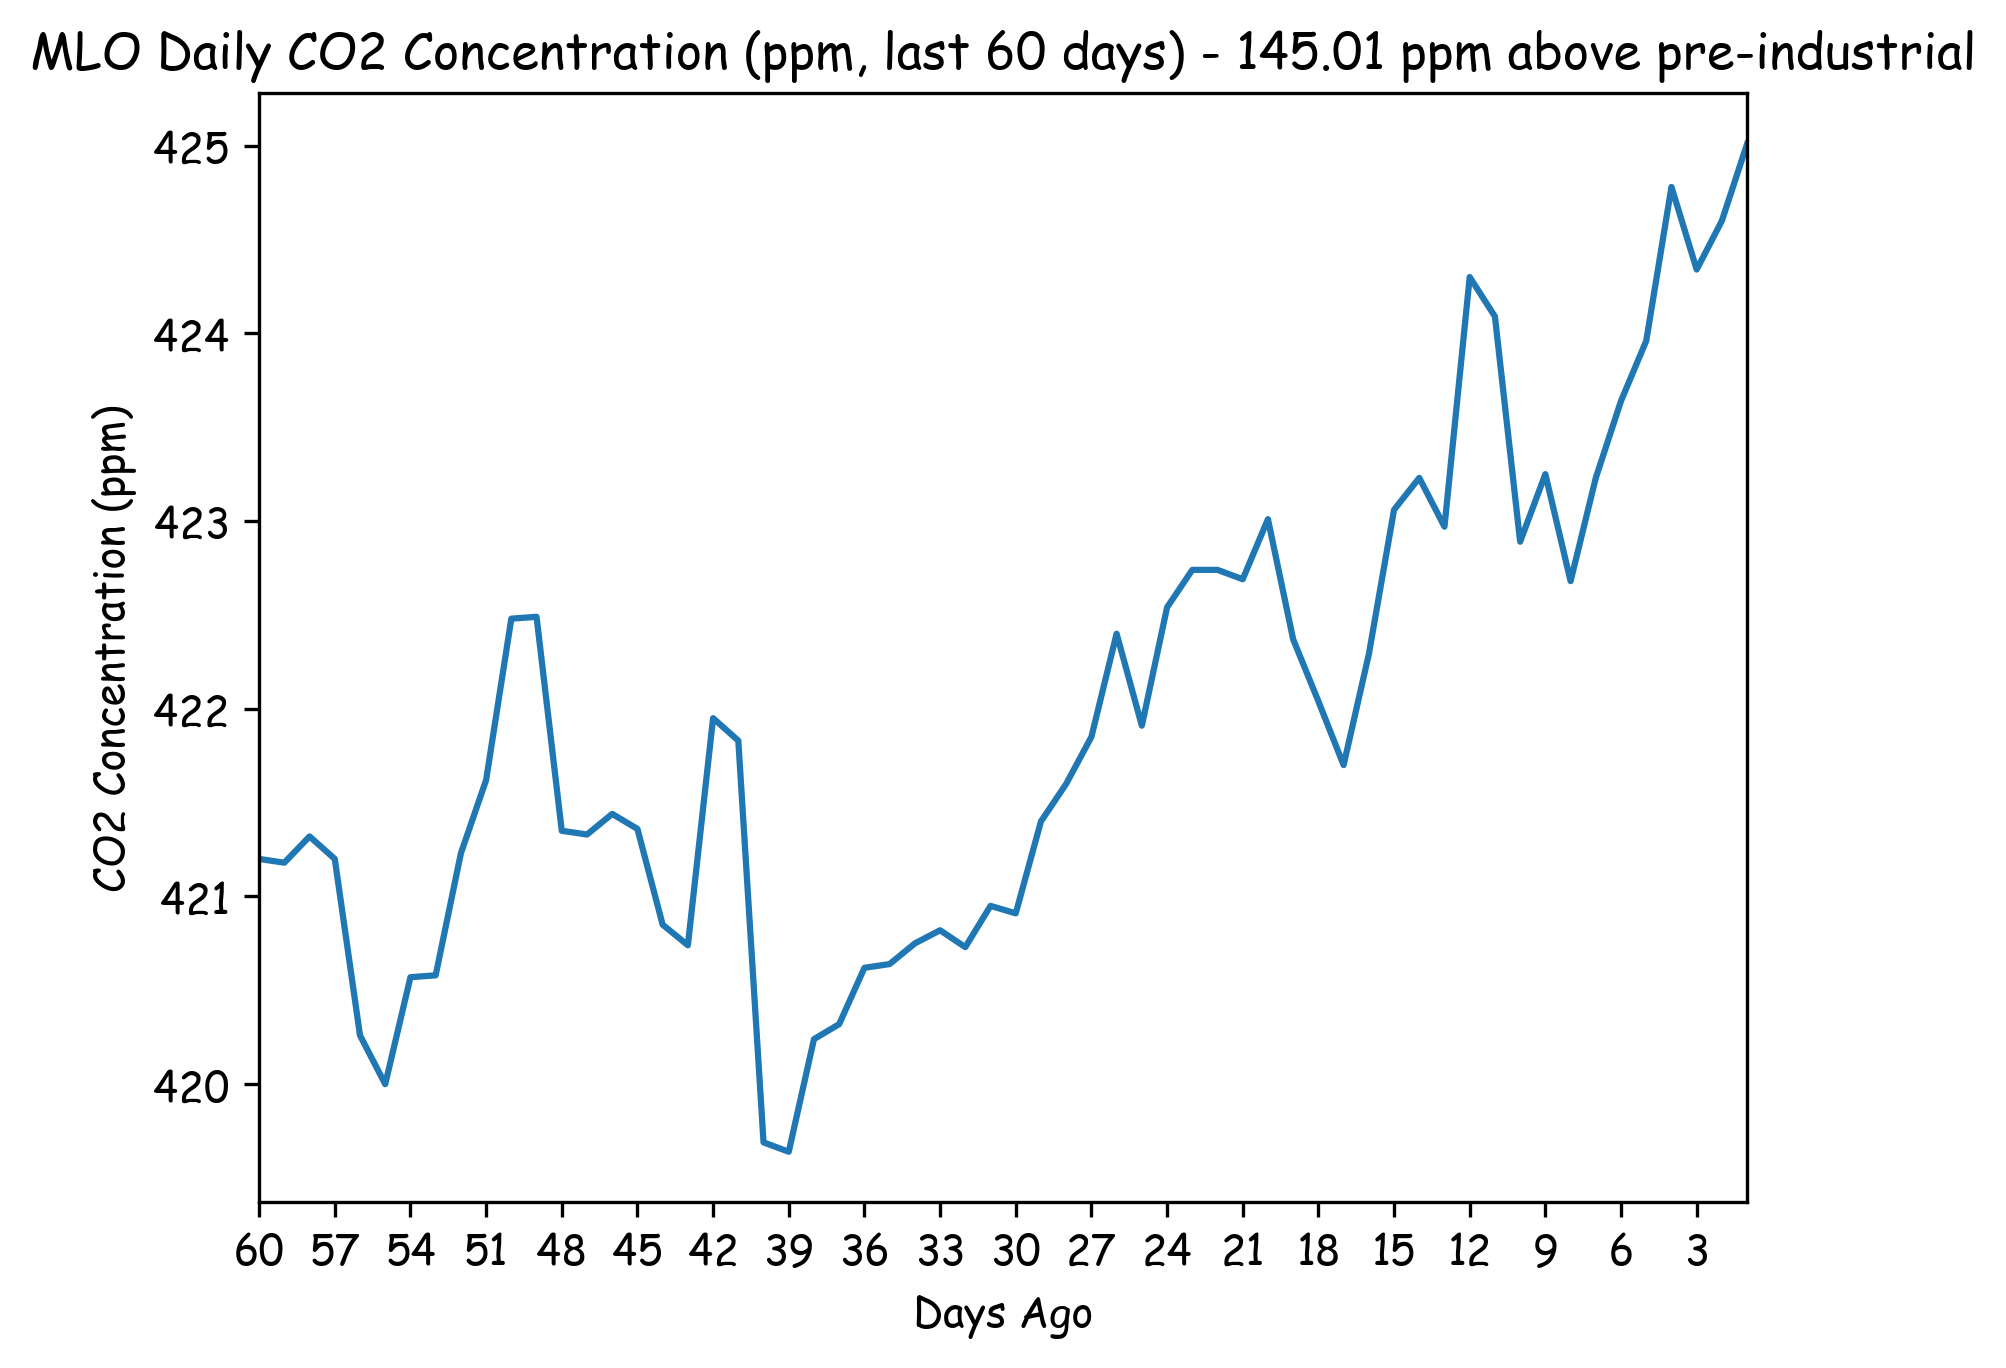 MLO Daily CO2 Concentration (ppm, last 60 days) - 145.01 ppm above pre-industrial
425
424
423
422
421
420
CO2 Concentration (ppm)
60 57 54 51 48 45 42 39 36 33 30 27 24 21 18 15 12 9 6 3
Days Ago